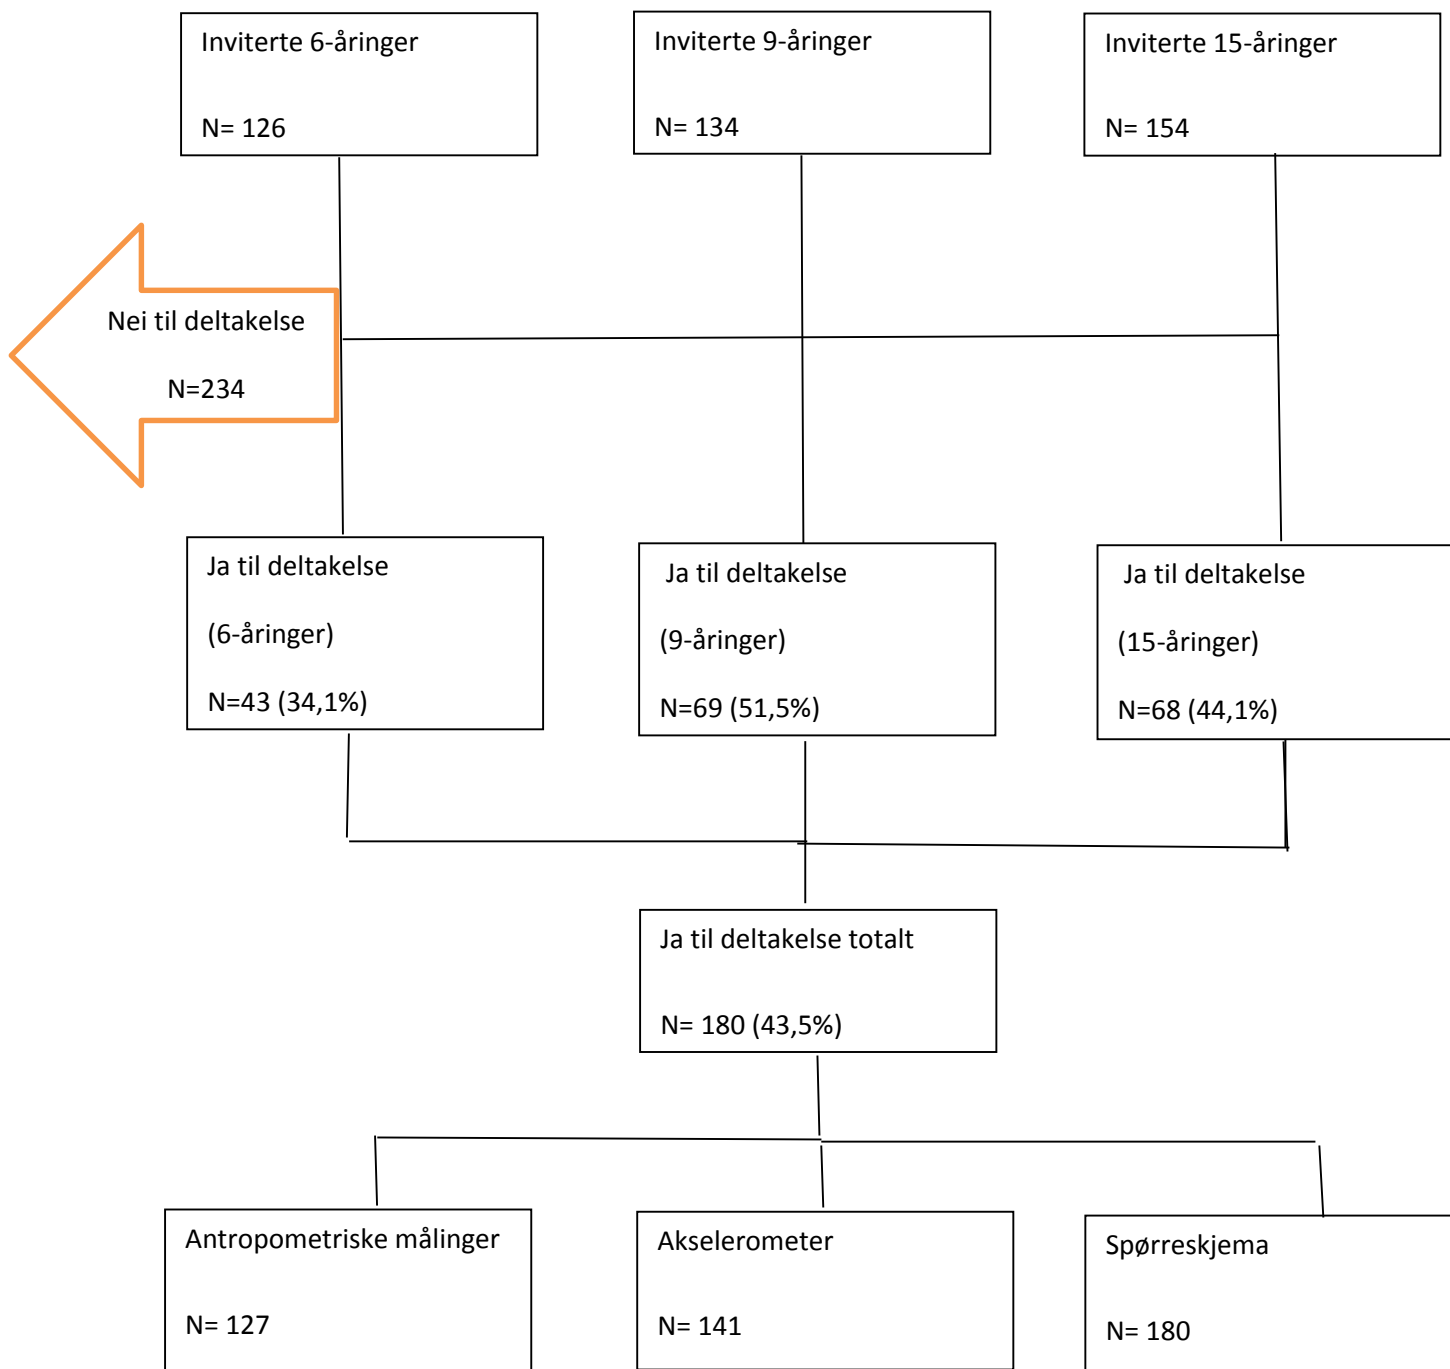 Inviterte 6-åringer
N= 126
Inviterte 9-åringer
N= 134
Inviterte 15-åringer
N= 154
Nei til deltakelse
N=234
Ja til deltakelse
(6-åringer)
N=43 (34,1%)
Ja til deltakelse
(9-åringer)
N=69 (51,5%)
Ja til deltakelse
(15-åringer)
N=68 (44,1%)
Ja til deltakelse totalt
N= 180 (43,5%)
Antropometriske målinger
N= 127
Akselerometer
N= 141
Spørreskjema
N= 180